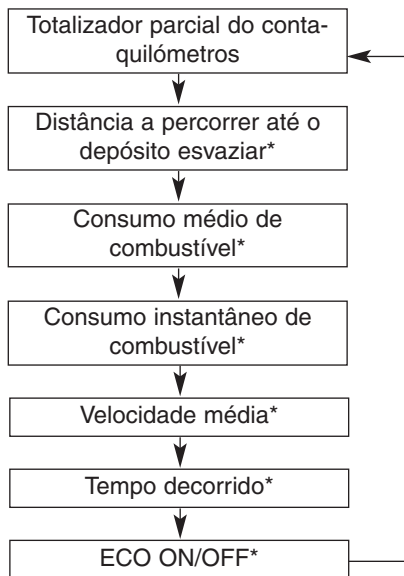 Totalizador parcial do conta-
quilómetros
Distância a percorrer até o
depósito esvaziar*
Consumo médio de
combustível*
Consumo instantâneo de
combustível*
Velocidade média*
Tempo decorrido*
ECO ON/OFF*